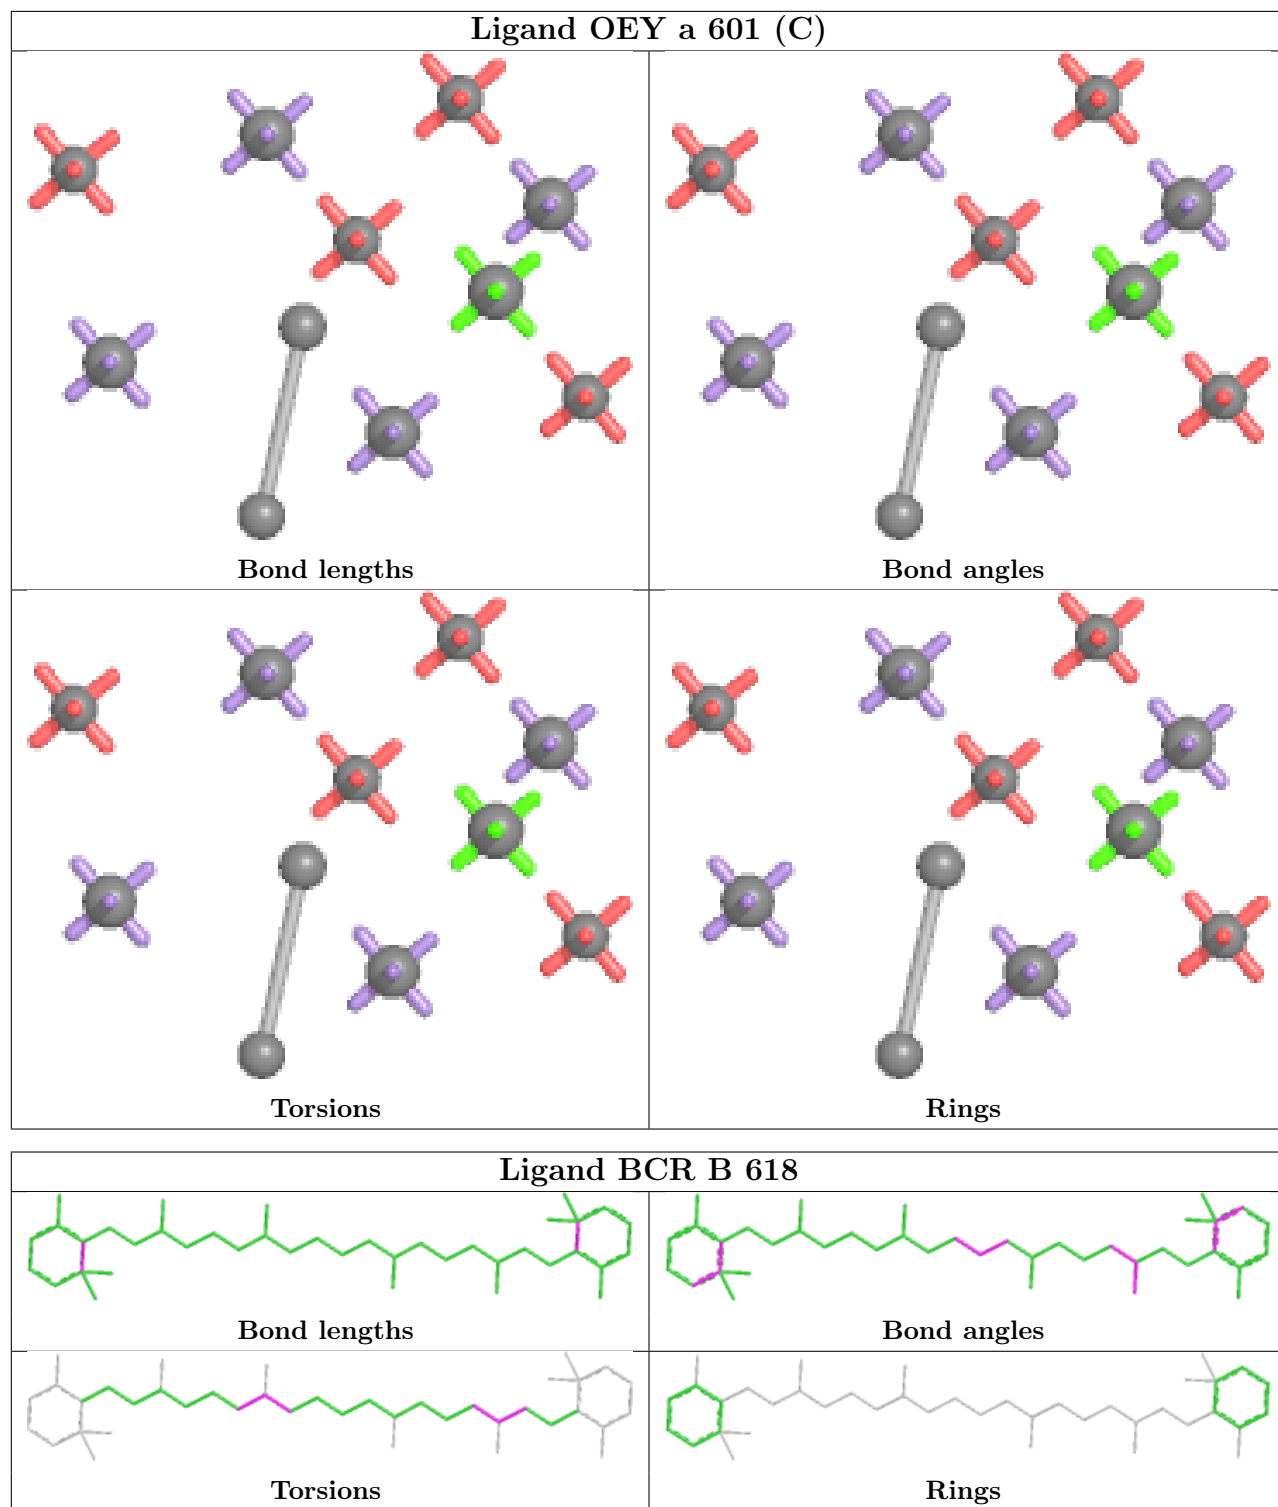 Ligand OEY a 601 (C)
Bond lengths
Bond angles
Torsions
Rings
Ligand BCR B 618
Bond lengths
Bond angles
Torsions
Rings